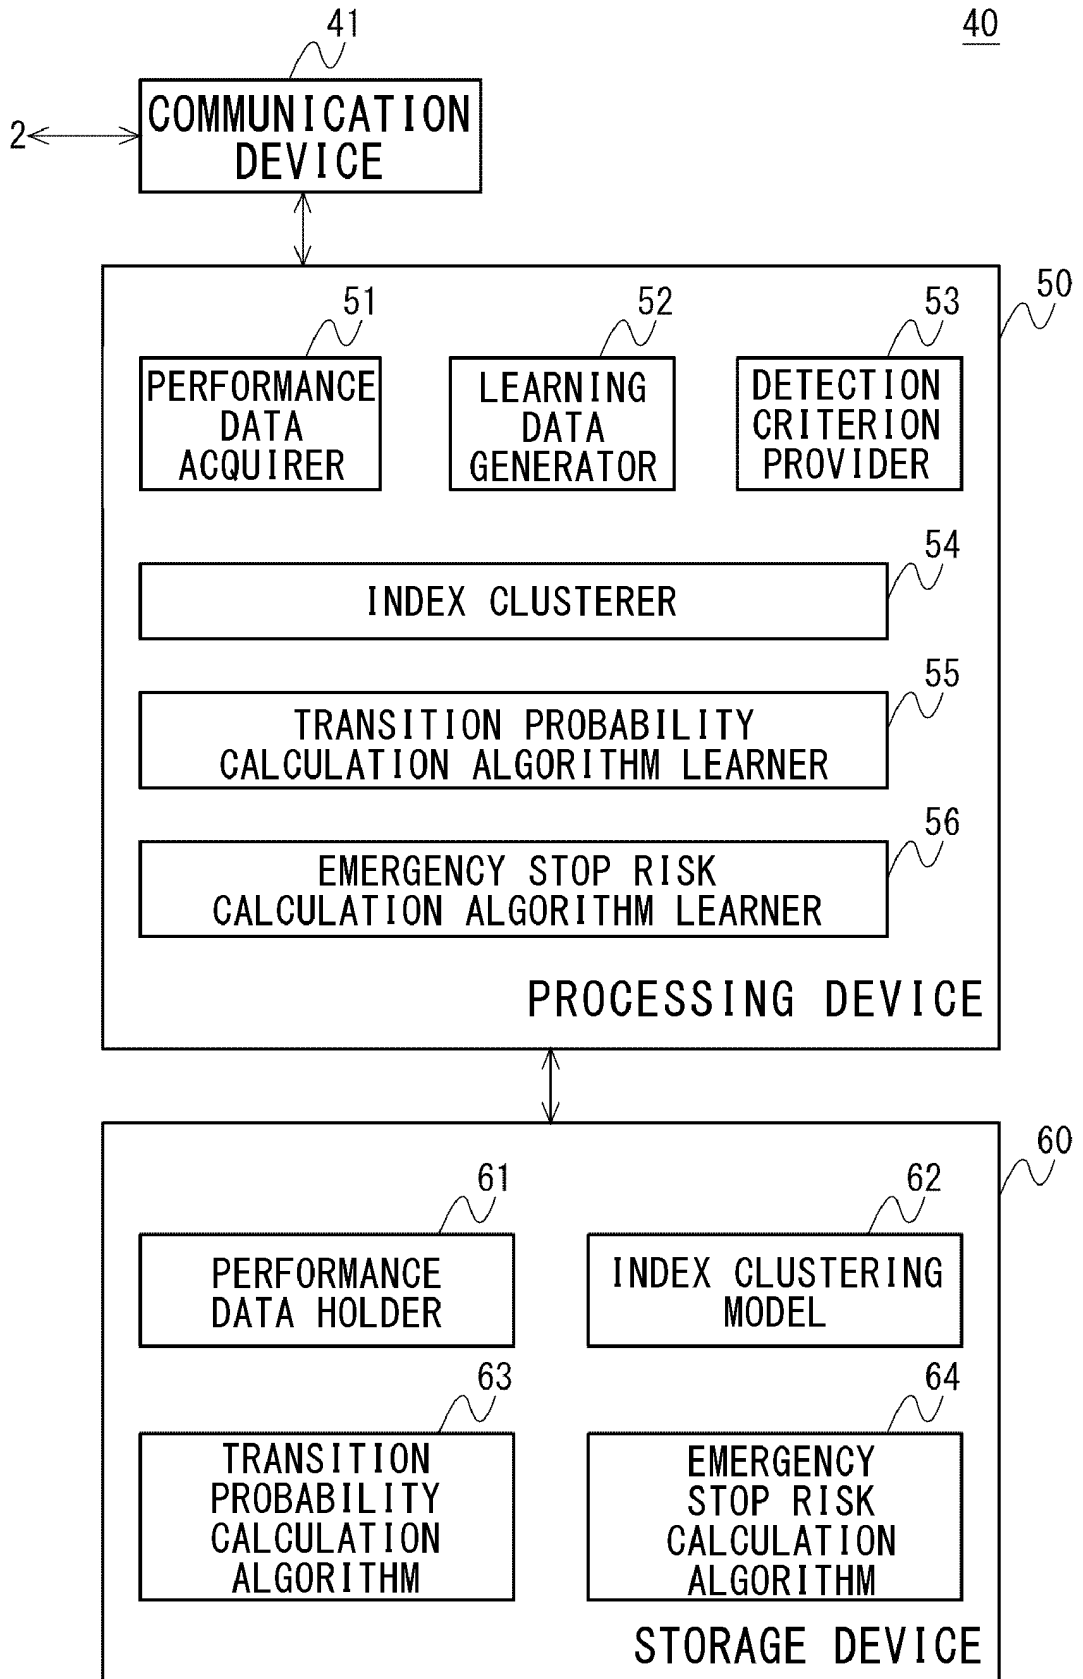 41
40
COMMUNICATION
DEVICE
2
50
51
52
53
PERFORMANCE
DATA
ACQUIRER
LEARNING
DATA
GENERATOR
DETECTION
CRITERION
PROVIDER
54
INDEX CLUSTERER
55
TRANSITION PROBABILITY
CALCULATION ALGORITHM LEARNER
56
EMERGENCY STOP RISK
CALCULATION ALGORITHM LEARNER
PROCESSING DEVICE
60
61
62
PERFORMANCE
DATA HOLDER
INDEX CLUSTERING
MODEL
63
64
TRANSITION
PROBABILITY
CALCULATION
ALGORITHM
EMERGENCY
STOP RISK
CALCULATION
ALGORITHM
STORAGE DEVICE